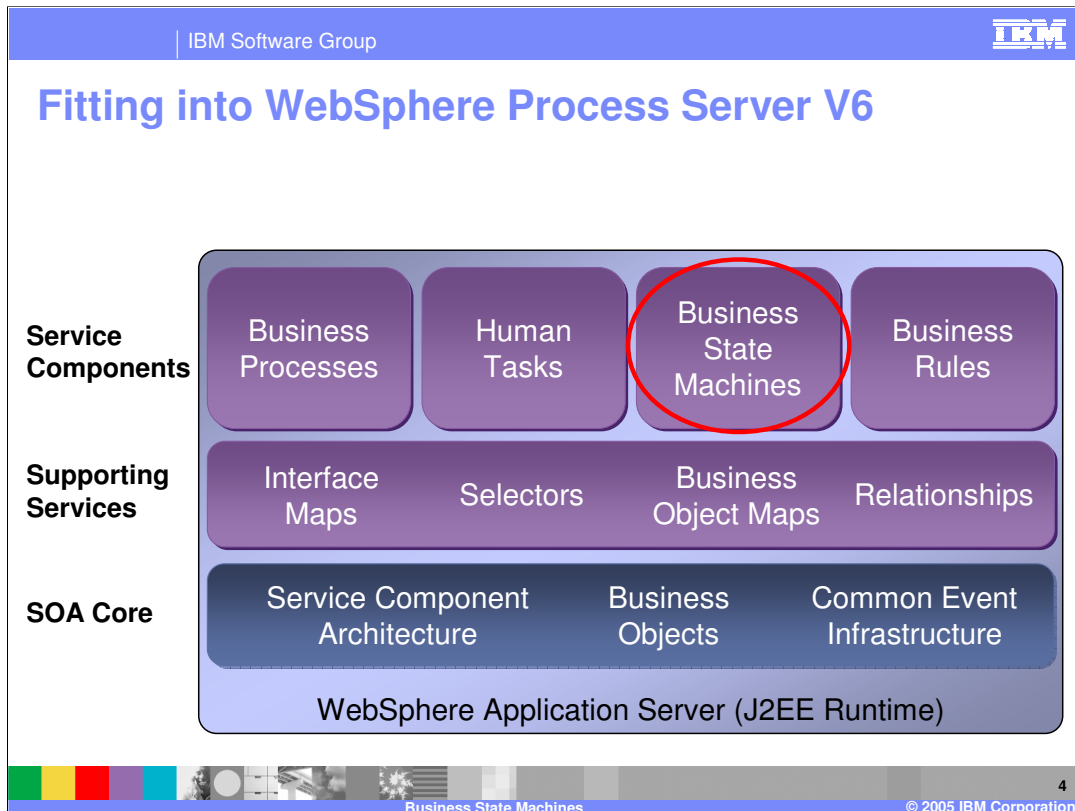 IBM Software Group
IBM
Fitting into WebSphere Process Server V6
Service
Components
Business
Processes
Human
Tasks
Business
State
Machines
Business
Rules
Supporting
Services
Interface
Maps
Selectors
Business
Object Maps
Relationships
SOA Core
Service Component
Architecture
Business
Objects
Common Event
Infrastructure
WebSphere Application Server (J2EE Runtime)
4
Business State Machines
© 2005 IBM Corporation